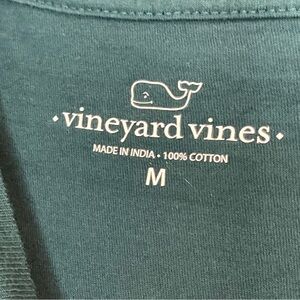 • vineyard vines •
MADE IN INDIA • 100% COTTON
M